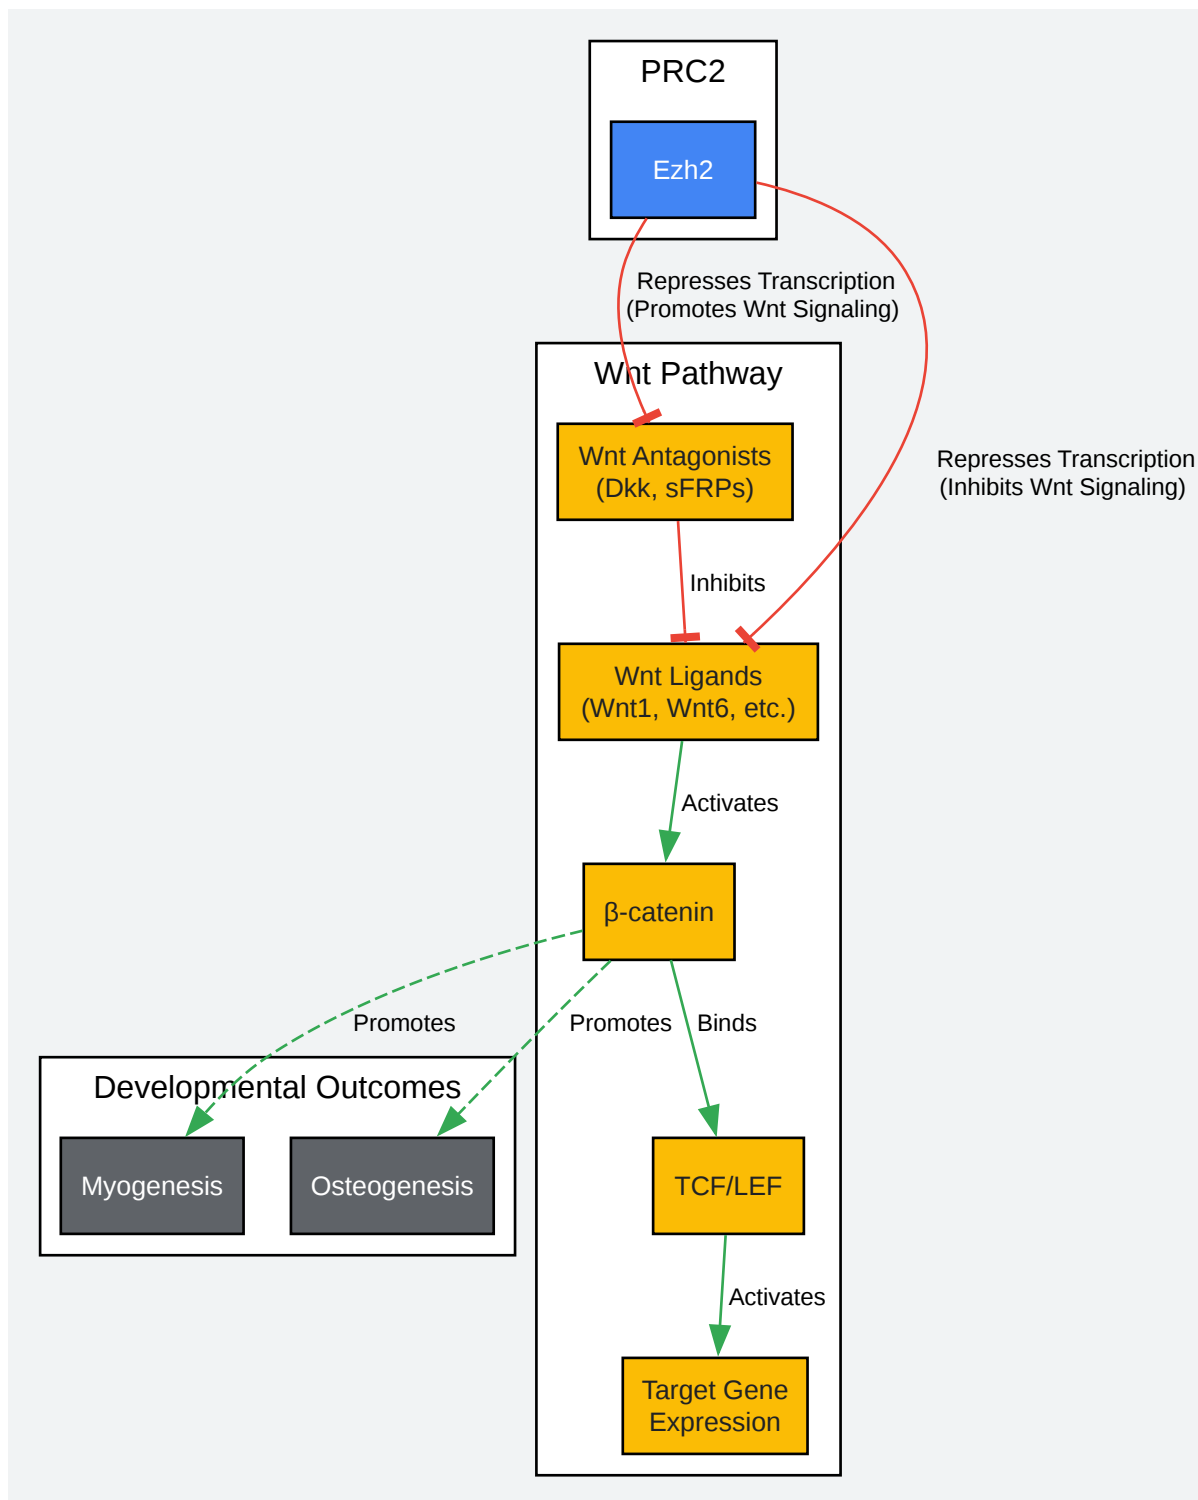 PRC2
Ezh2
Represses Transcription
(Promotes Wnt Signaling)
Wnt Pathway
Wnt Antagonists
(Dkk, sFRPs)
Represses Transcription
(Inhibits Wnt Signaling)
Inhibits
Wnt Ligands
(Wnt1, Wnt6, etc.)
Activates
β-catenin
Promotes
Promotes
Binds
Developmental Outcomes
Myogenesis
Osteogenesis
TCF/LEF
Activates
Target Gene
Expression